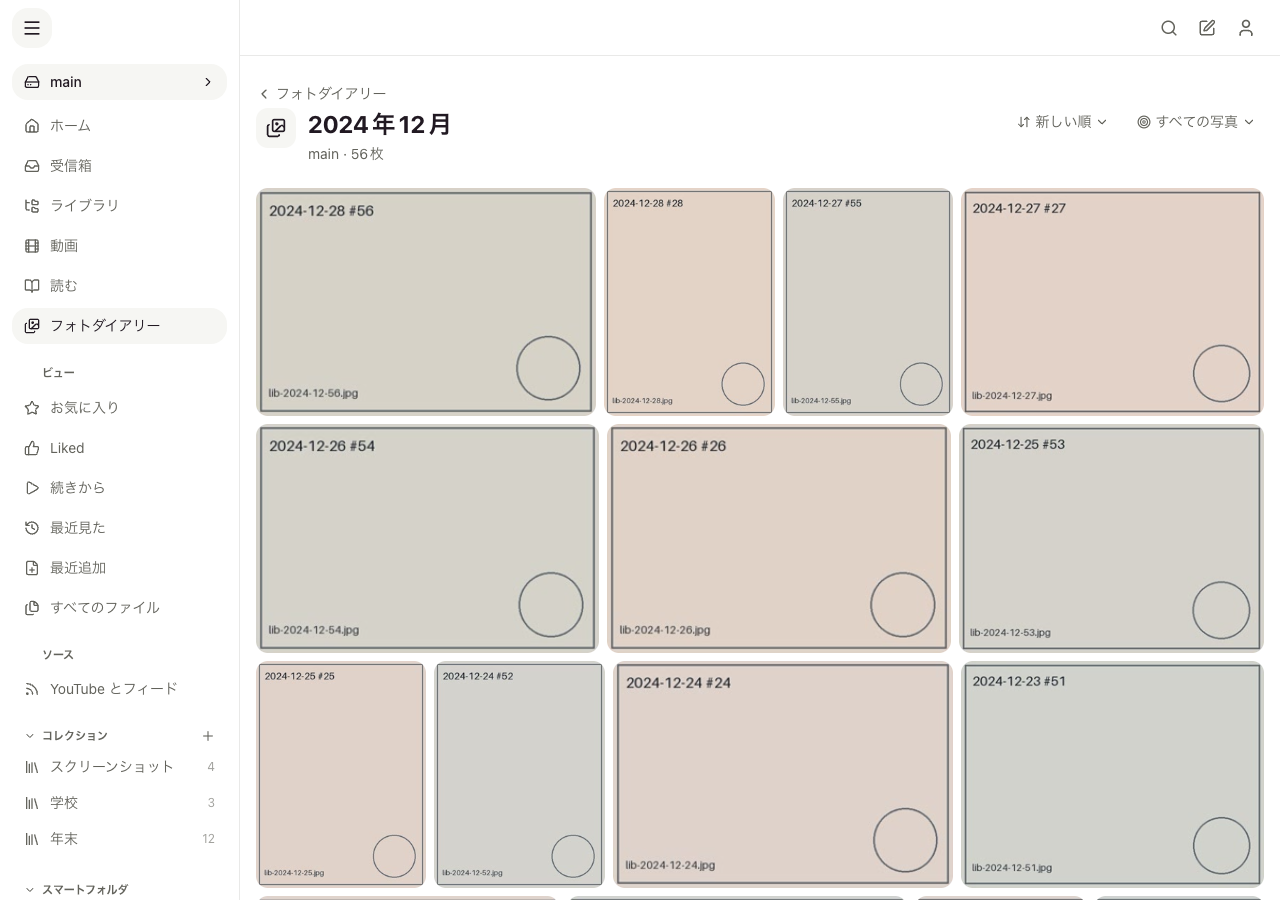 main
ホーム
受信箱
ライブラリ
動画
読む
フォトダイアリー
ビュー
お気に入り
Liked
続きから
最近見た
最近追加
すべてのファイル
ソース
YouTube とフィード
コレクション
スクリーンショット 4
学校 3
年末 12
スマートフォルダ
フォトダイアリー
2024年12月
main · 56枚
新しい順
すべての写真
2024-12-28 #56
lib-2024-12-56.jpg
2024-12-28 #28
lib-2024-12-28.jpg
2024-12-27 #55
lib-2024-12-55.jpg
2024-12-27 #27
lib-2024-12-27.jpg
2024-12-26 #54
lib-2024-12-54.jpg
2024-12-26 #26
lib-2024-12-26.jpg
2024-12-25 #53
lib-2024-12-53.jpg
2024-12-25 #25
lib-2024-12-25.jpg
2024-12-24 #52
lib-2024-12-52.jpg
2024-12-24 #24
lib-2024-12-24.jpg
2024-12-23 #51
lib-2024-12-51.jpg